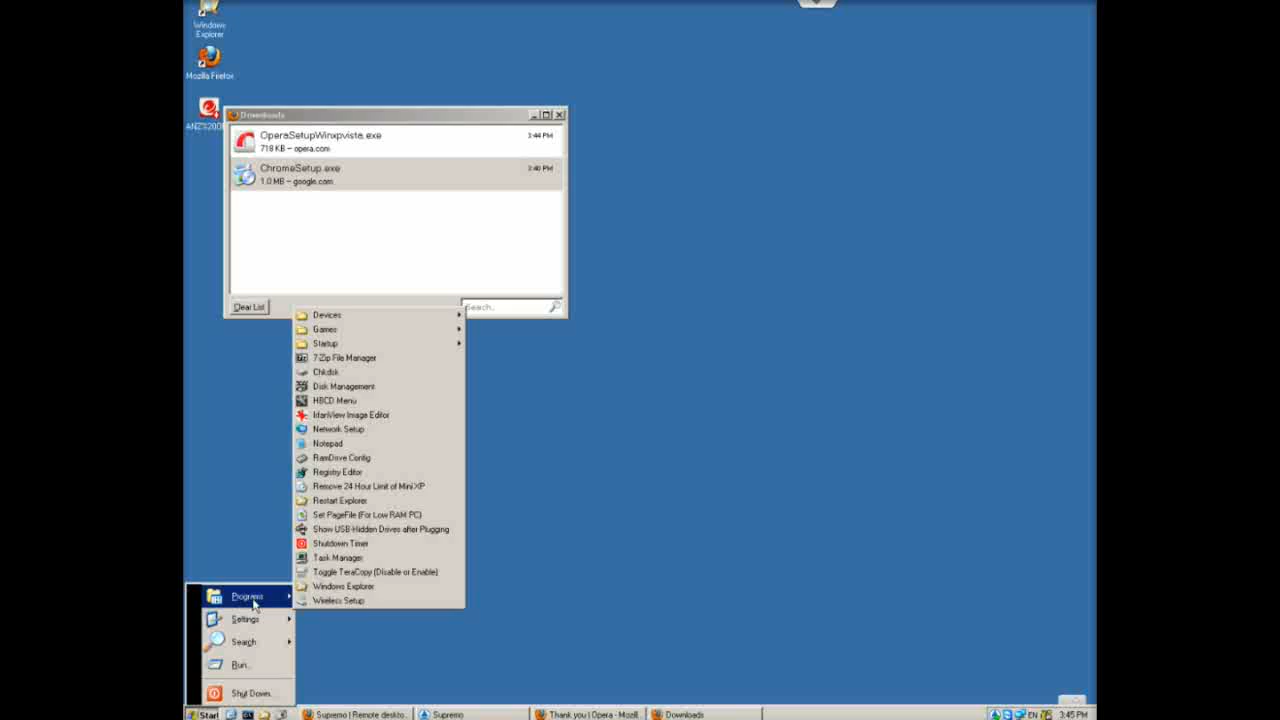 Windows
Explorer
Mozilla Firefox
Downloads
OperaSetupWinxpvista.exe
3:44 PM
718 KB – opera.com
ChromeSetup.exe
3:40 PM
1.0 MB – google.com
Clear List
Search...
Devices
Games
Startup
7-Zip File Manager
Chkdsk
Disk Management
HBCD Menu
IrfanView Image Editor
Network Setup
Notepad
RamDrive Config
Registry Editor
Remove 24 Hour Limit of MiniXP
Restart Explorer
Set PageFile (For Low RAM PC)
Show USB-Hidden Drives after Plugging
Shutdown Timer
Task Manager
Toggle TeraCopy (Disable or Enable)
Windows Explorer
Wireless Setup
Programs
Settings
Search
Run...
Shut Down...
Start
Supremo | Remote deskto...
Supremo
Thank you | Opera - Mozill...
Downloads
EN
3:45 PM